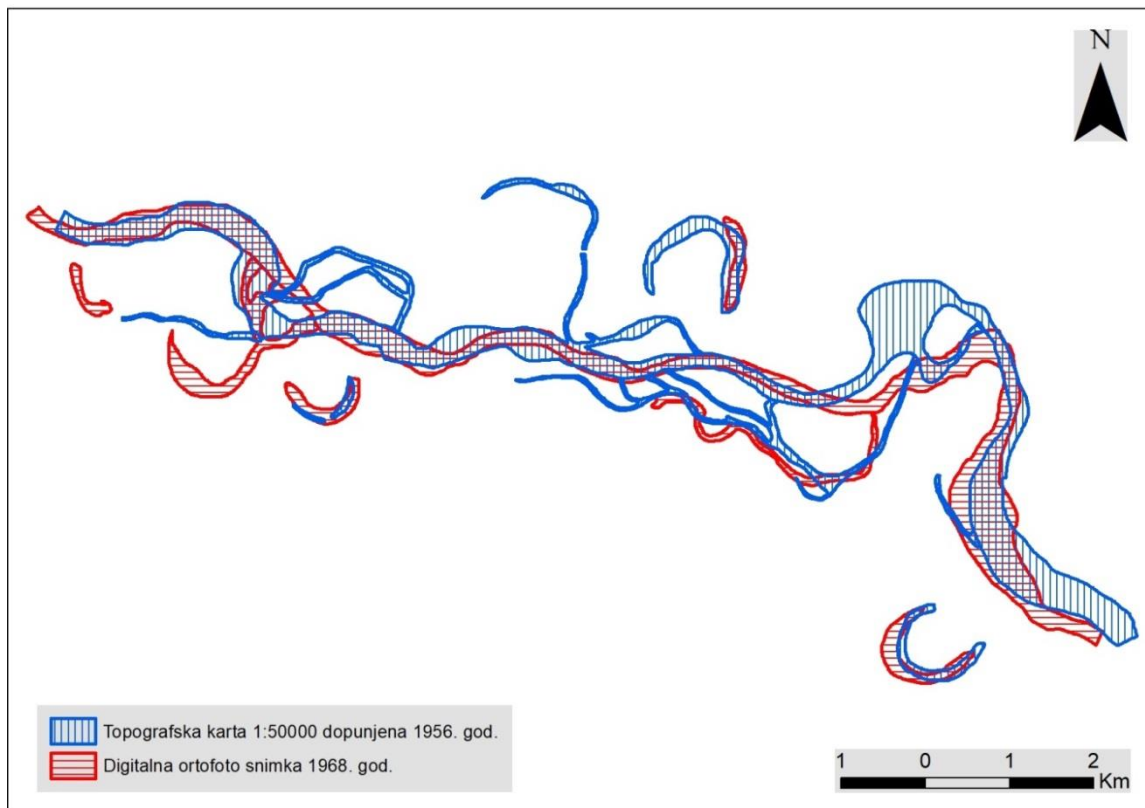 N
Topografska karta 1:50000 dopunjena 1956. god.
Digitalna ortofoto snimka 1968. god.
1 0 1 2
Km